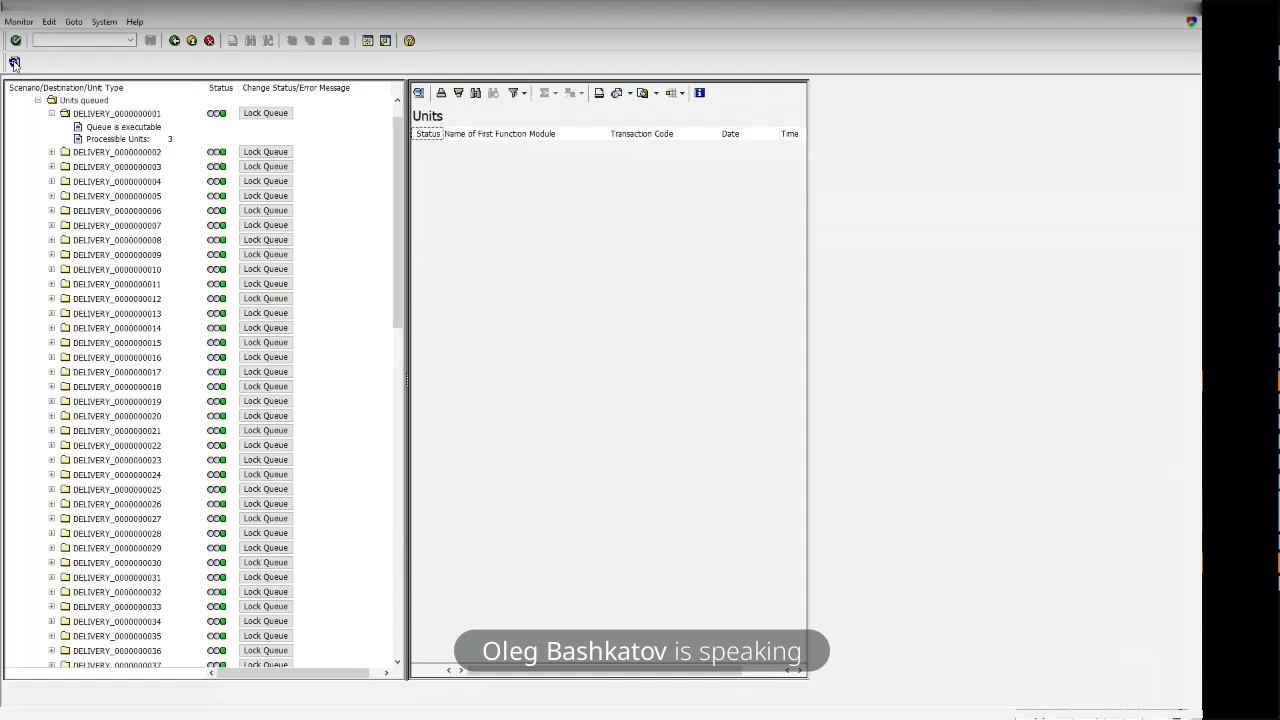 Monitor Edit Goto System Help
Scenario/Destination/Unit Type Status Change Status/Error Message
Units queued
DELIVERY_0000000001 Lock Queue
Queue is executable
Processible Units: 3
DELIVERY_0000000002 Lock Queue
DELIVERY_0000000003 Lock Queue
DELIVERY_0000000004 Lock Queue
DELIVERY_0000000005 Lock Queue
DELIVERY_0000000006 Lock Queue
DELIVERY_0000000007 Lock Queue
DELIVERY_0000000008 Lock Queue
DELIVERY_0000000009 Lock Queue
DELIVERY_0000000010 Lock Queue
DELIVERY_0000000011 Lock Queue
DELIVERY_0000000012 Lock Queue
DELIVERY_0000000013 Lock Queue
DELIVERY_0000000014 Lock Queue
DELIVERY_0000000015 Lock Queue
DELIVERY_0000000016 Lock Queue
DELIVERY_0000000017 Lock Queue
DELIVERY_0000000018 Lock Queue
DELIVERY_0000000019 Lock Queue
DELIVERY_0000000020 Lock Queue
DELIVERY_0000000021 Lock Queue
DELIVERY_0000000022 Lock Queue
DELIVERY_0000000023 Lock Queue
DELIVERY_0000000024 Lock Queue
DELIVERY_0000000025 Lock Queue
DELIVERY_0000000026 Lock Queue
DELIVERY_0000000027 Lock Queue
DELIVERY_0000000028 Lock Queue
DELIVERY_0000000029 Lock Queue
DELIVERY_0000000030 Lock Queue
DELIVERY_0000000031 Lock Queue
DELIVERY_0000000032 Lock Queue
DELIVERY_0000000033 Lock Queue
DELIVERY_0000000034 Lock Queue
DELIVERY_0000000035 Lock Queue
DELIVERY_0000000036 Lock Queue
DELIVERY_0000000037 Lock Queue
Units
Status Name of First Function Module Transaction Code Date Time
Oleg Bashkatov is speaking